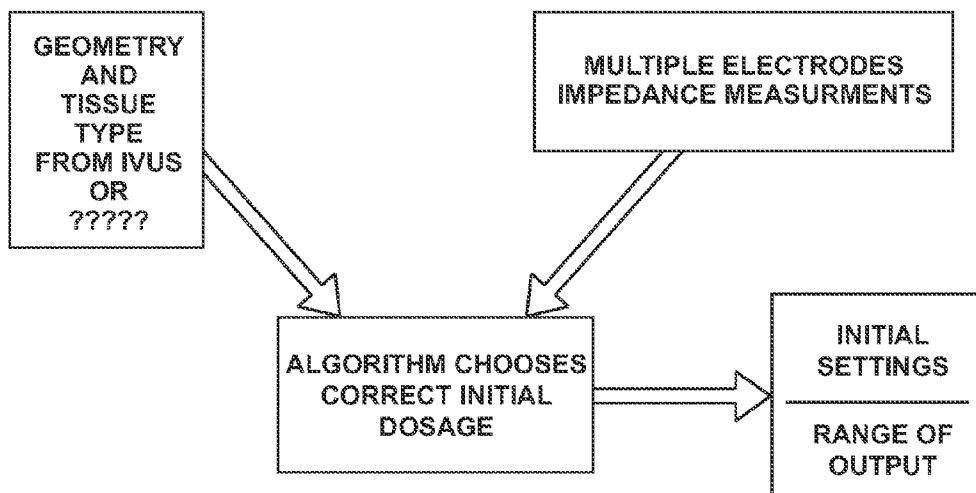 GEOMETRY
AND
TISSUE
TYPE
FROM IVUS
OR
?????
MULTIPLE ELECTRODES
IMPEDANCE MEASURMENTS
ALGORITHM CHOOSES
CORRECT INITIAL
DOSAGE
INITIAL
SETTINGS
RANGE OF
OUTPUT